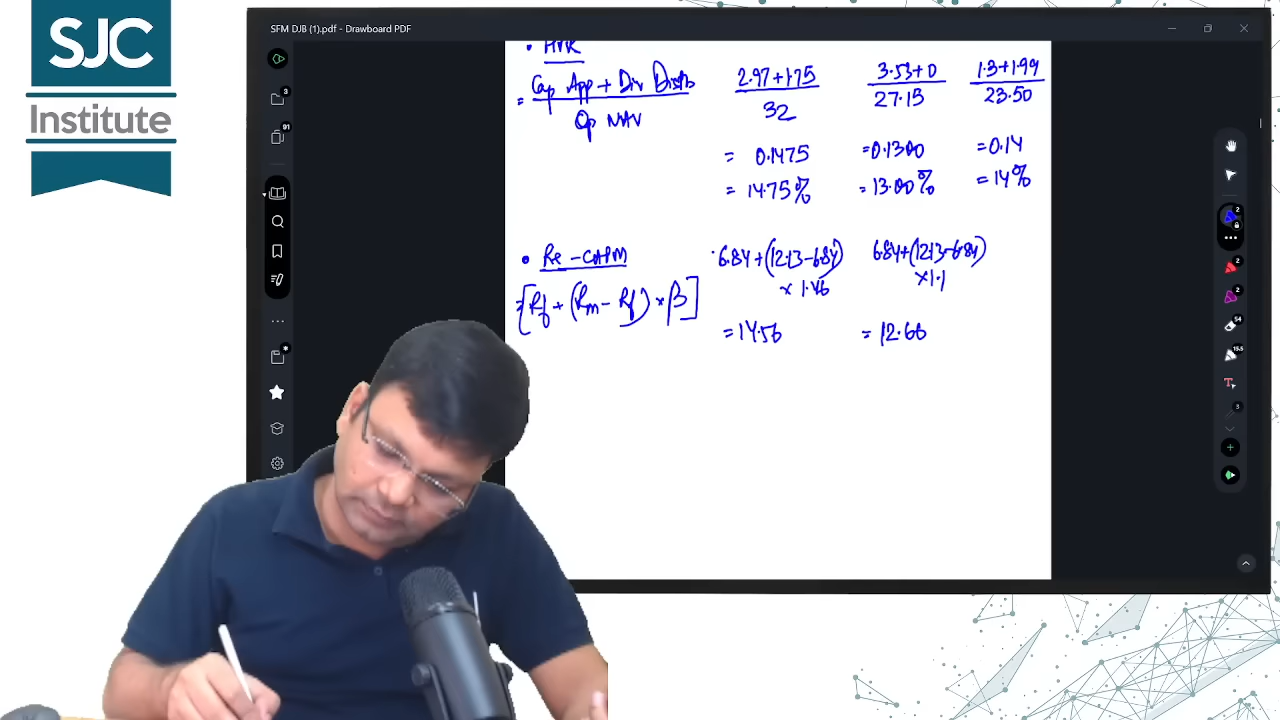 SJC
Institute
SFM DJB (1).pdf - Drawboard PDF
• HVR
= Cap App + Div Distb / Op NAV
2.97+1.75 / 32
3.53+0 / 27.15
1.3+1.99 / 23.50
= 0.1475 =0.1300 =0.14
= 14.75% =13.00% =14%
• Re - CAPM 6.84+(12.13-6.84) 6.84+(12.13-6.84)
× 1.46 ×1.1
=[Rf + (Rm - Rf) × β]
=14.56 = 12.66